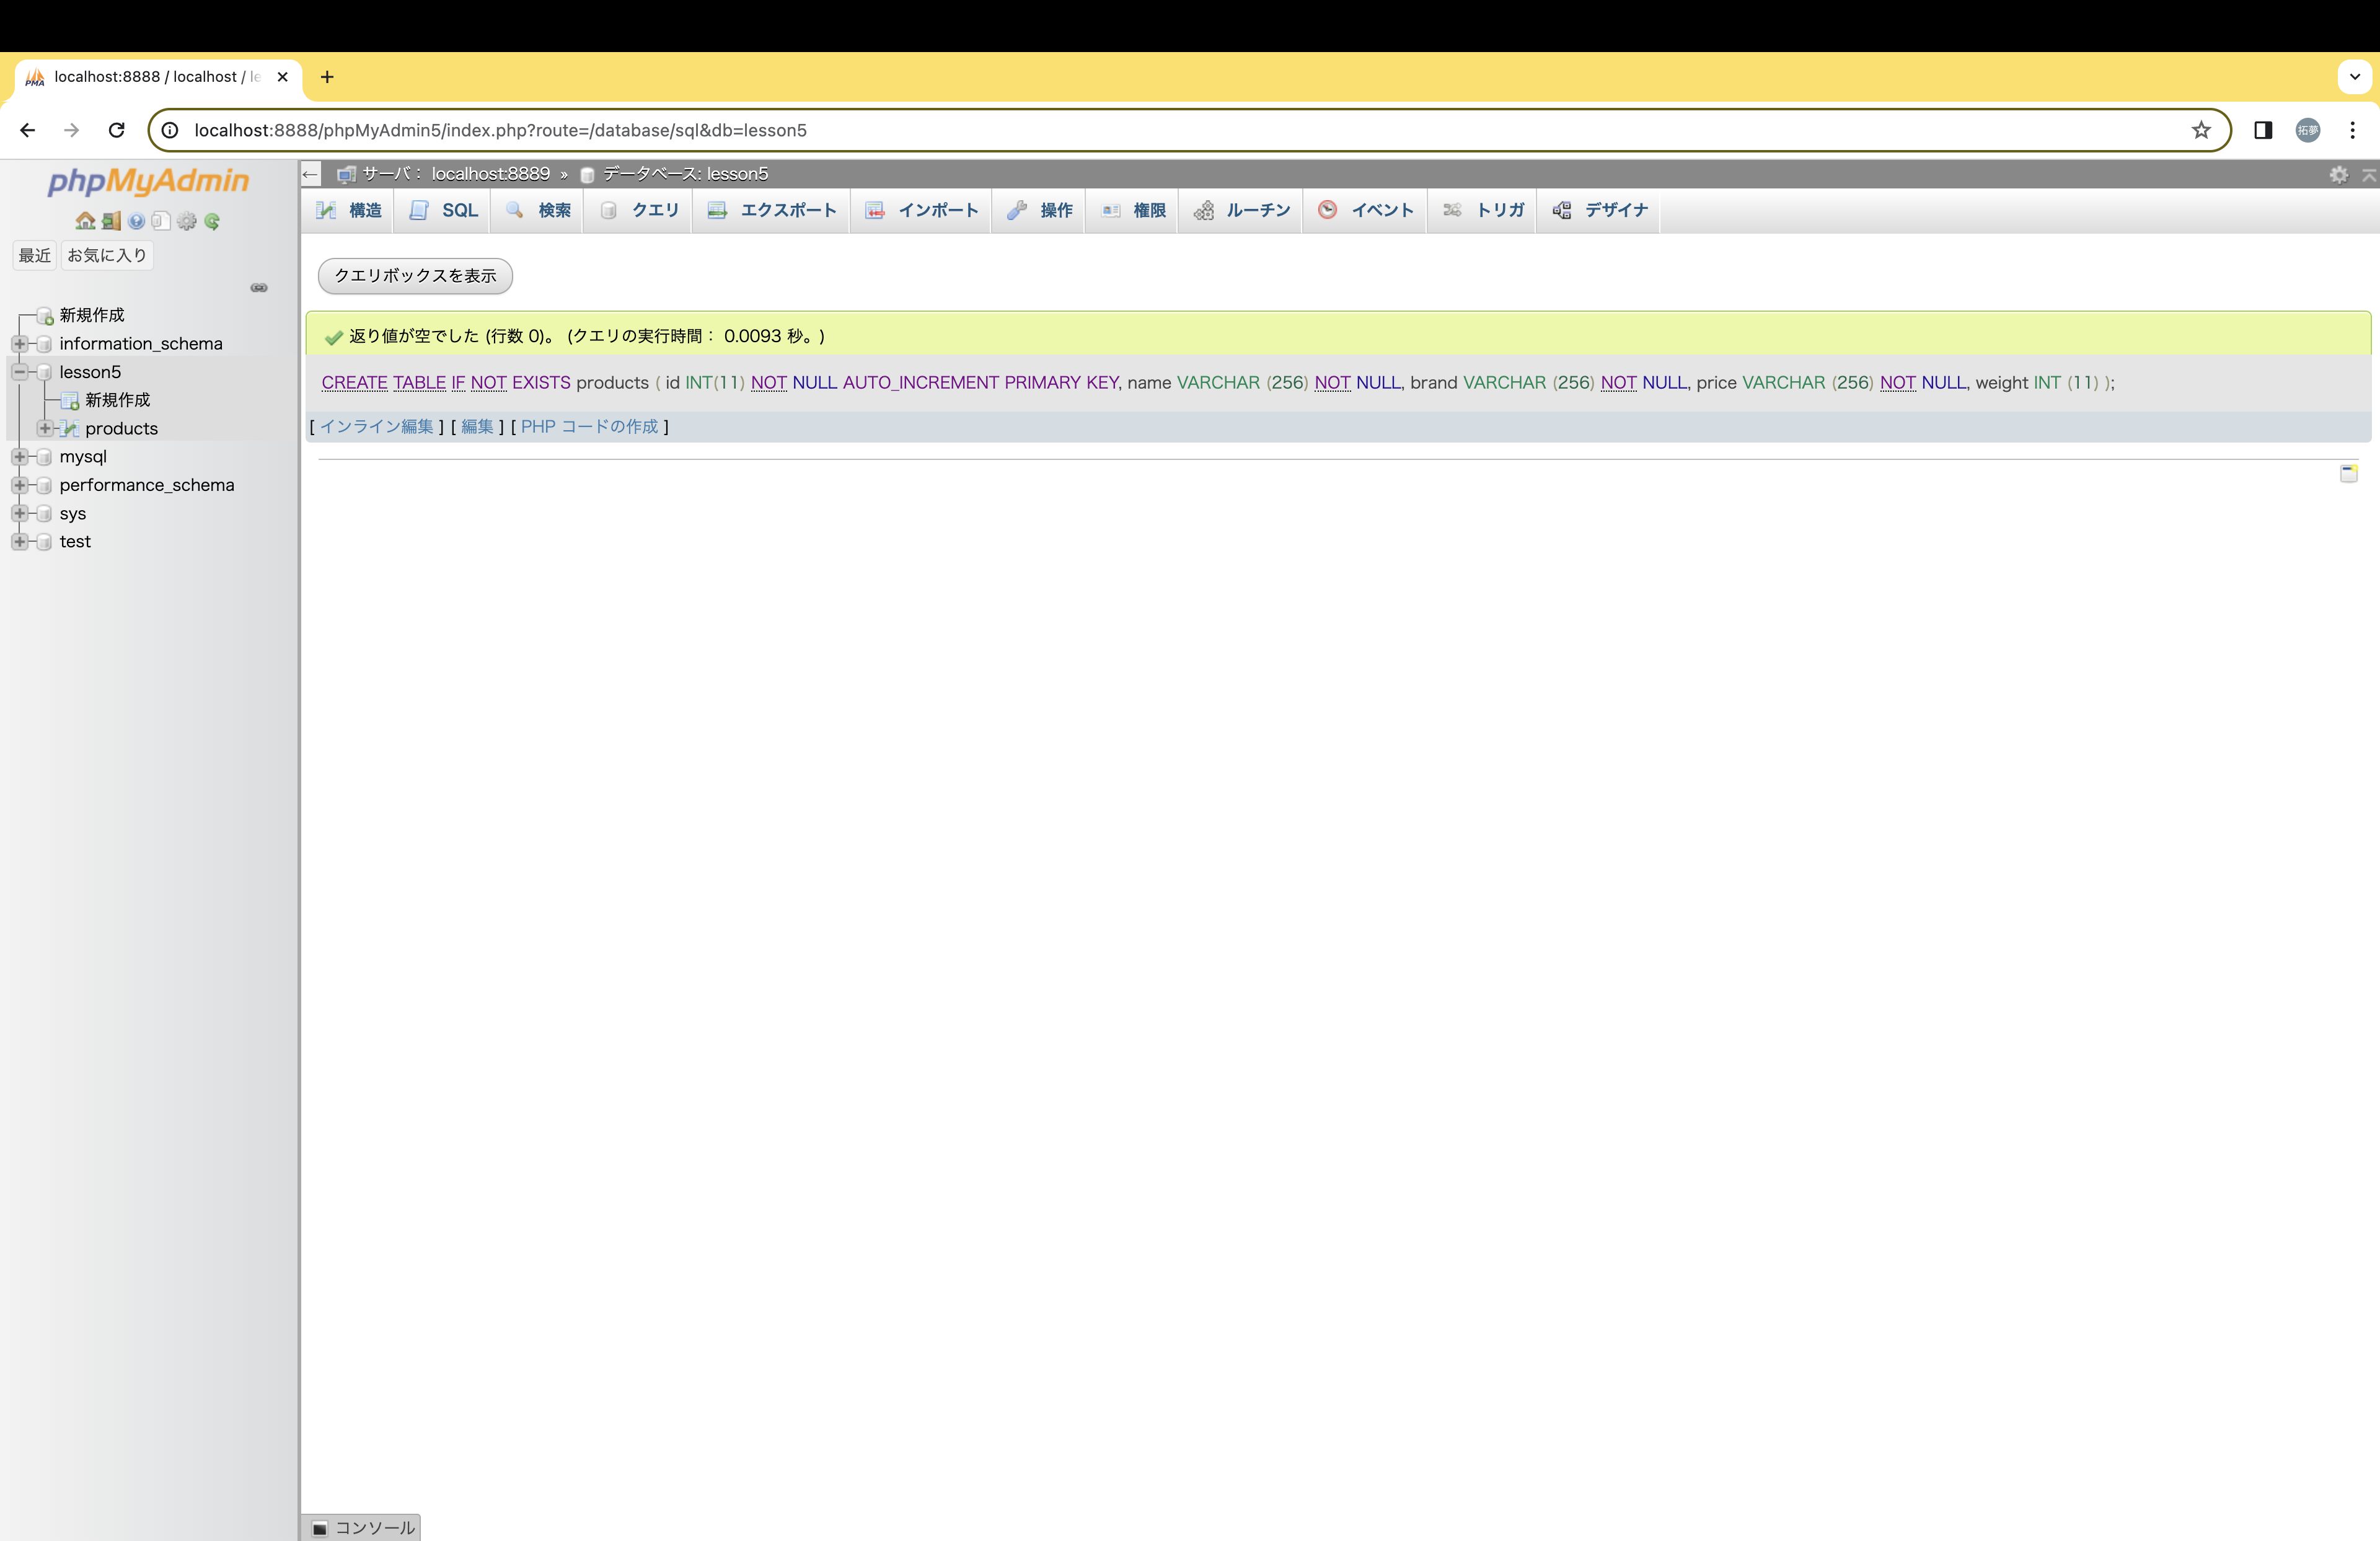 localhost:8888 / localhost / le
localhost:8888/phpMyAdmin5/index.php?route=/database/sql&db=lesson5
拓夢
phpMyAdmin
最近 お気に入り
新規作成
information_schema
lesson5
新規作成
products
mysql
performance_schema
sys
test
サーバ: localhost:8889 » データベース: lesson5
構造 SQL 検索 クエリ エクスポート インポート 操作 権限 ルーチン イベント トリガ デザイナ
クエリボックスを表示
返り値が空でした (行数 0)。 (クエリの実行時間: 0.0093 秒。)
CREATE TABLE IF NOT EXISTS products ( id INT(11) NOT NULL AUTO_INCREMENT PRIMARY KEY, name VARCHAR (256) NOT NULL, brand VARCHAR (256) NOT NULL, price VARCHAR (256) NOT NULL, weight INT (11) );
[ インライン編集 ] [ 編集 ] [ PHP コードの作成 ]
コンソール